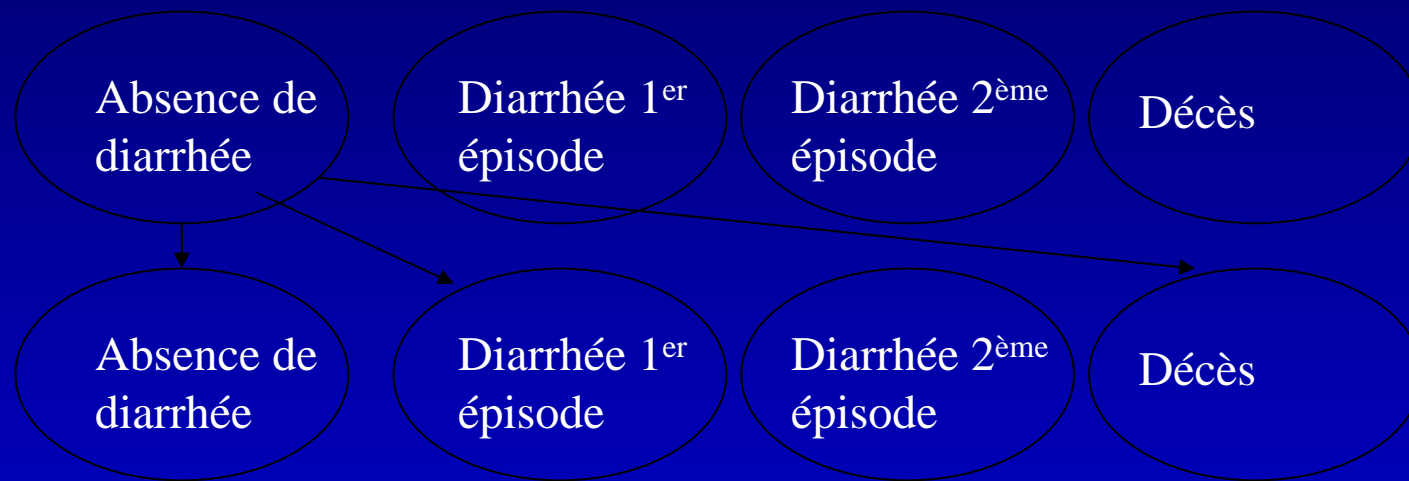 Absence de diarrhée
Diarrhée 1er épisode
Diarrhée 2ème épisode
Décès
Absence de diarrhée
Diarrhée 1er épisode
Diarrhée 2ème épisode
Décès